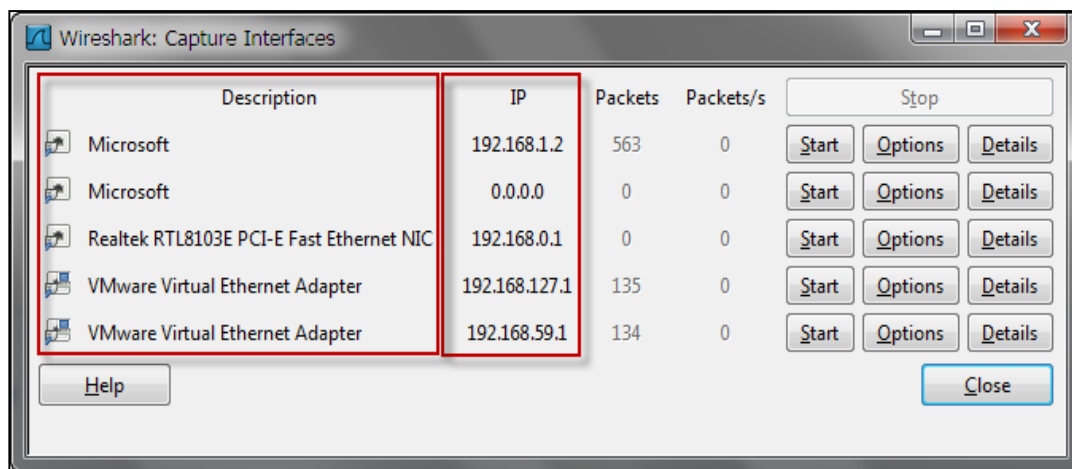 Wireshark: Capture Interfaces
Description IP Packets Packets/s Stop
Microsoft 192.168.1.2 563 0 Start Options Details
Microsoft 0.0.0.0 0 0 Start Options Details
Realtek RTL8103E PCI-E Fast Ethernet NIC 192.168.0.1 0 0 Start Options Details
VMware Virtual Ethernet Adapter 192.168.127.1 135 0 Start Options Details
VMware Virtual Ethernet Adapter 192.168.59.1 134 0 Start Options Details
Help Close